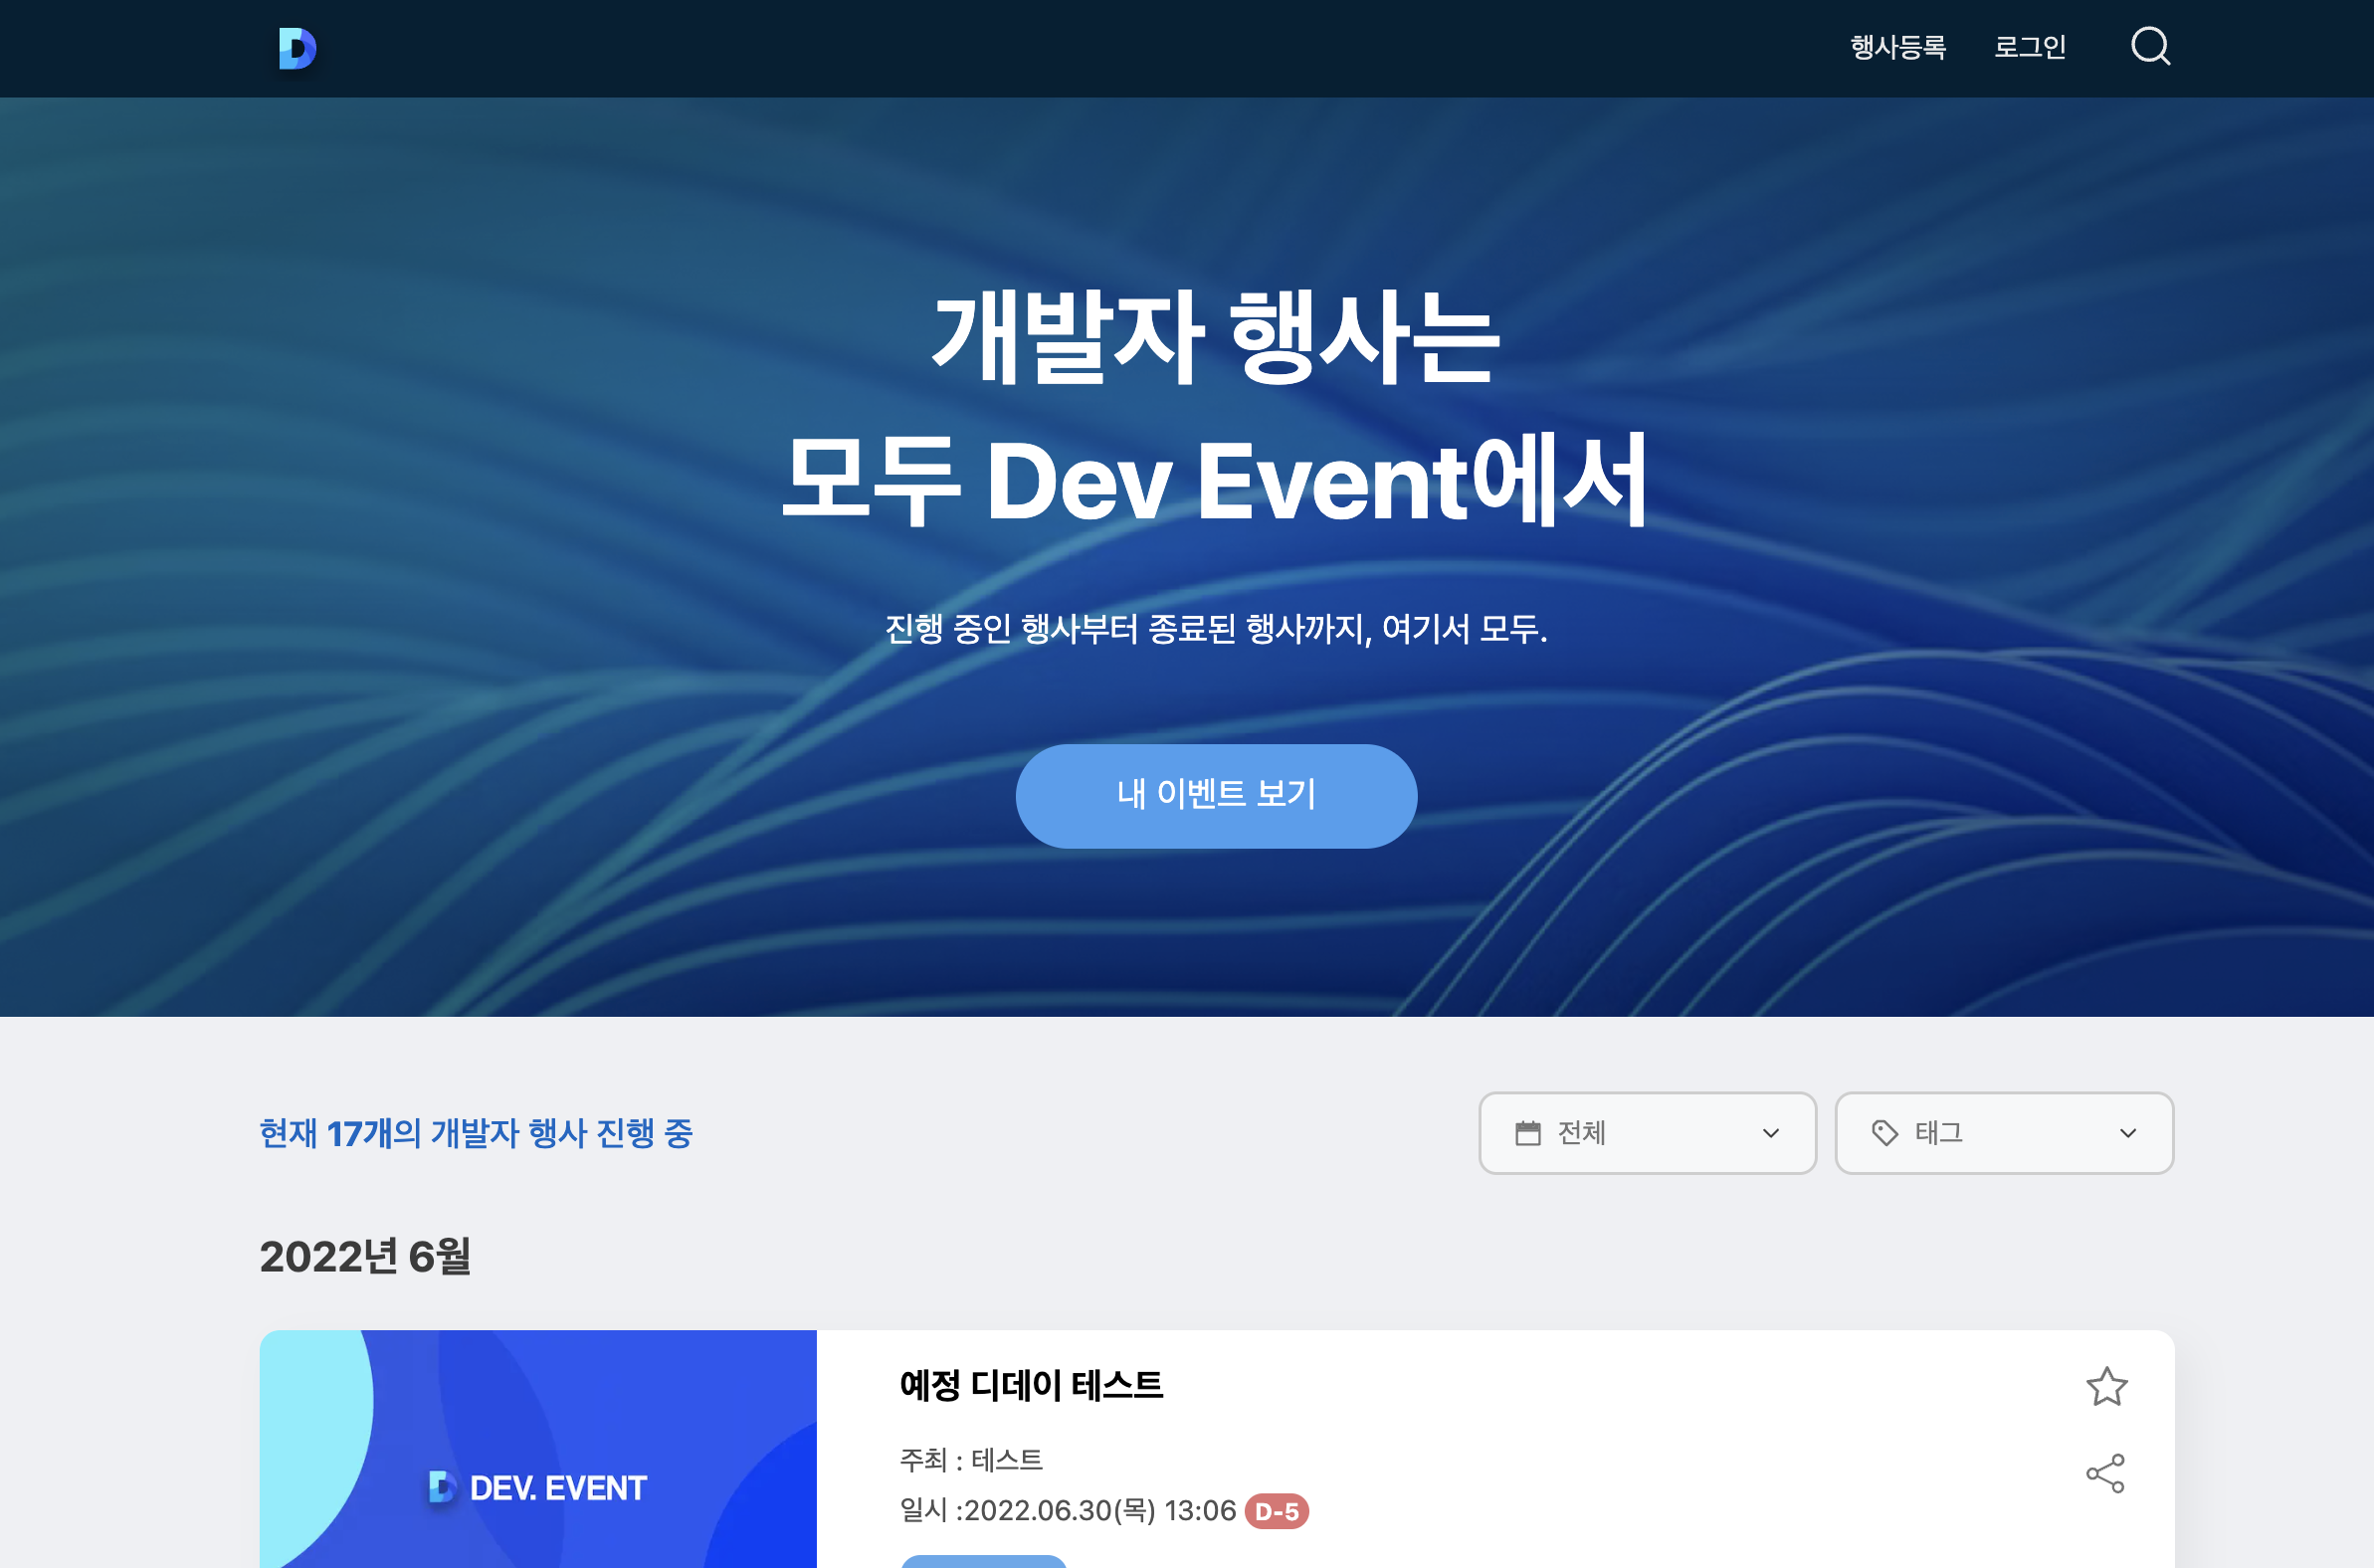 행사등록 로그인
개발자 행사는
모두 Dev Event에서
진행 중인 행사부터 종료된 행사까지, 여기서 모두.
내 이벤트 보기
현재 17개의 개발자 행사 진행 중
전체
태그
2022년 6월
DEV. EVENT
예정 디데이 테스트
주최 : 테스트
일시 :2022.06.30(목) 13:06 D-5